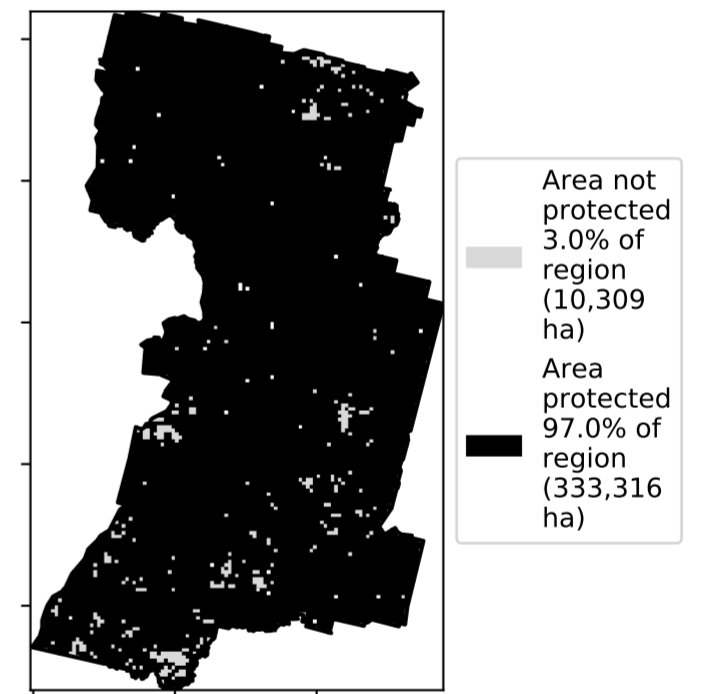 Area not
protected
3.0% of
region
(10,309
ha)
Area
protected
97.0% of
region
(333,316
ha)